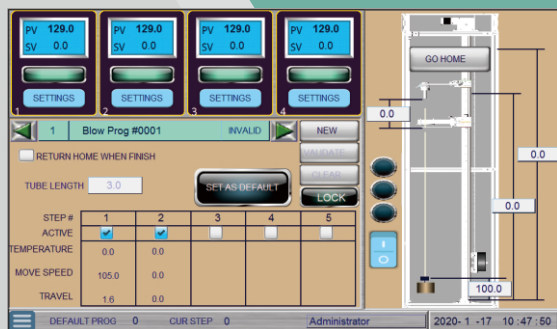 PV 129.0
SV 0.0
SETTINGS
1
PV 129.0
SV 0.0
SETTINGS
2
PV 129.0
SV 0.0
SETTINGS
3
PV 129.0
SV 0.0
SETTINGS
4
GO HOME
0.0
0.0
0.0
100.0
1 Blow Prog #0001 INVALID
NEW
VALIDATE
CLEAR
LOCK
RETURN HOME WHEN FINISH
TUBE LENGTH 3.0
SET AS DEFAULT
STEP # 1 2 3 4 5
ACTIVE
TEMPERATURE 0.0 0.0
MOVE SPEED 105.0 0.0
TRAVEL 1.6 0.0
DEFAULT PROG 0 CUR STEP 0 Administrator 2020- 1 -17 10:47:50